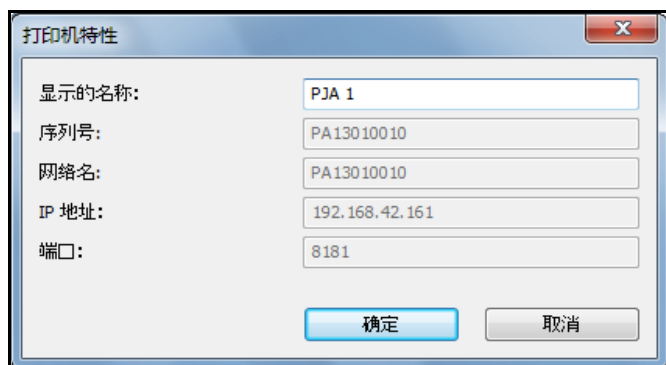 打印机特性
显示的名称: PJA 1
序列号: PA13010010
网络名: PA13010010
IP 地址: 192.168.42.161
端口: 8181
确定 取消